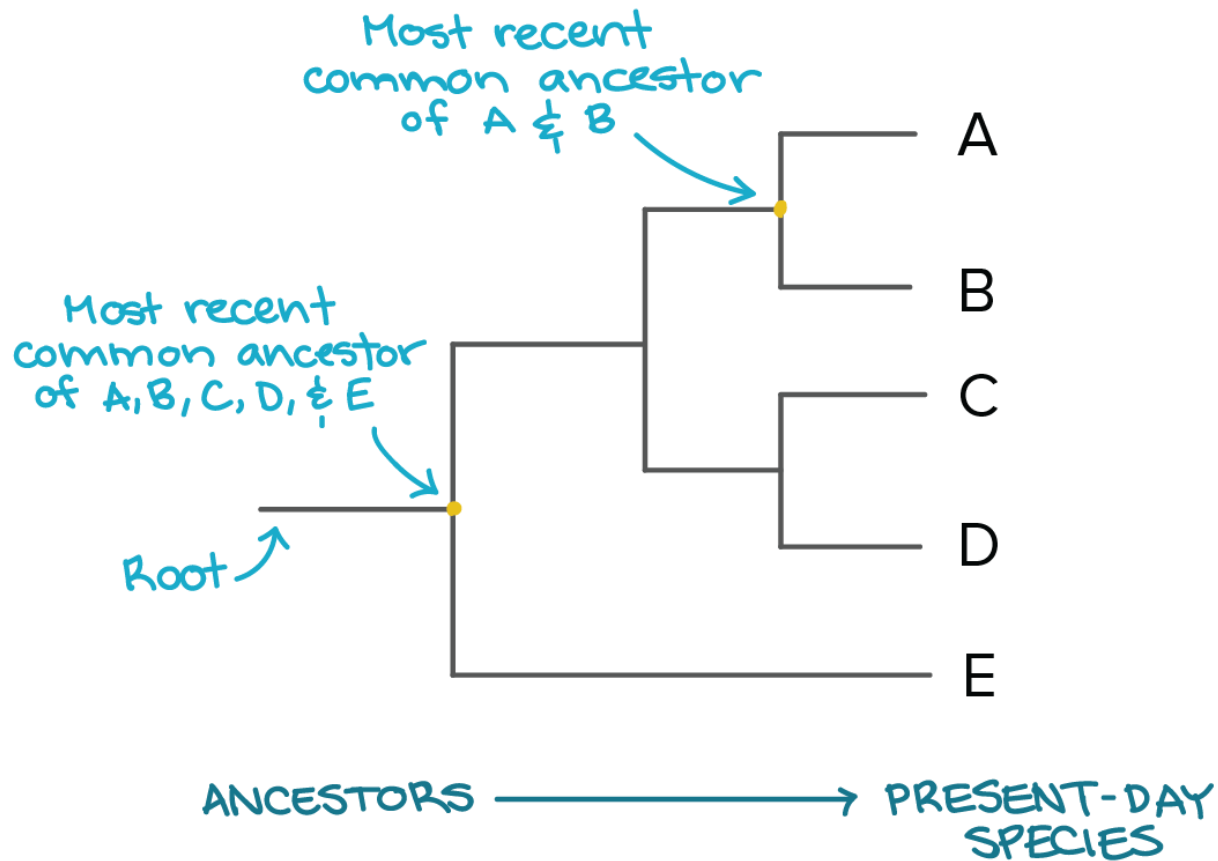 Most recent
common ancestor
of A & B
A
B
Most recent
common ancestor
of A, B, C, D, & E
C
Root
D
E
ANCESTORS
PRESENT-DAY
SPECIES